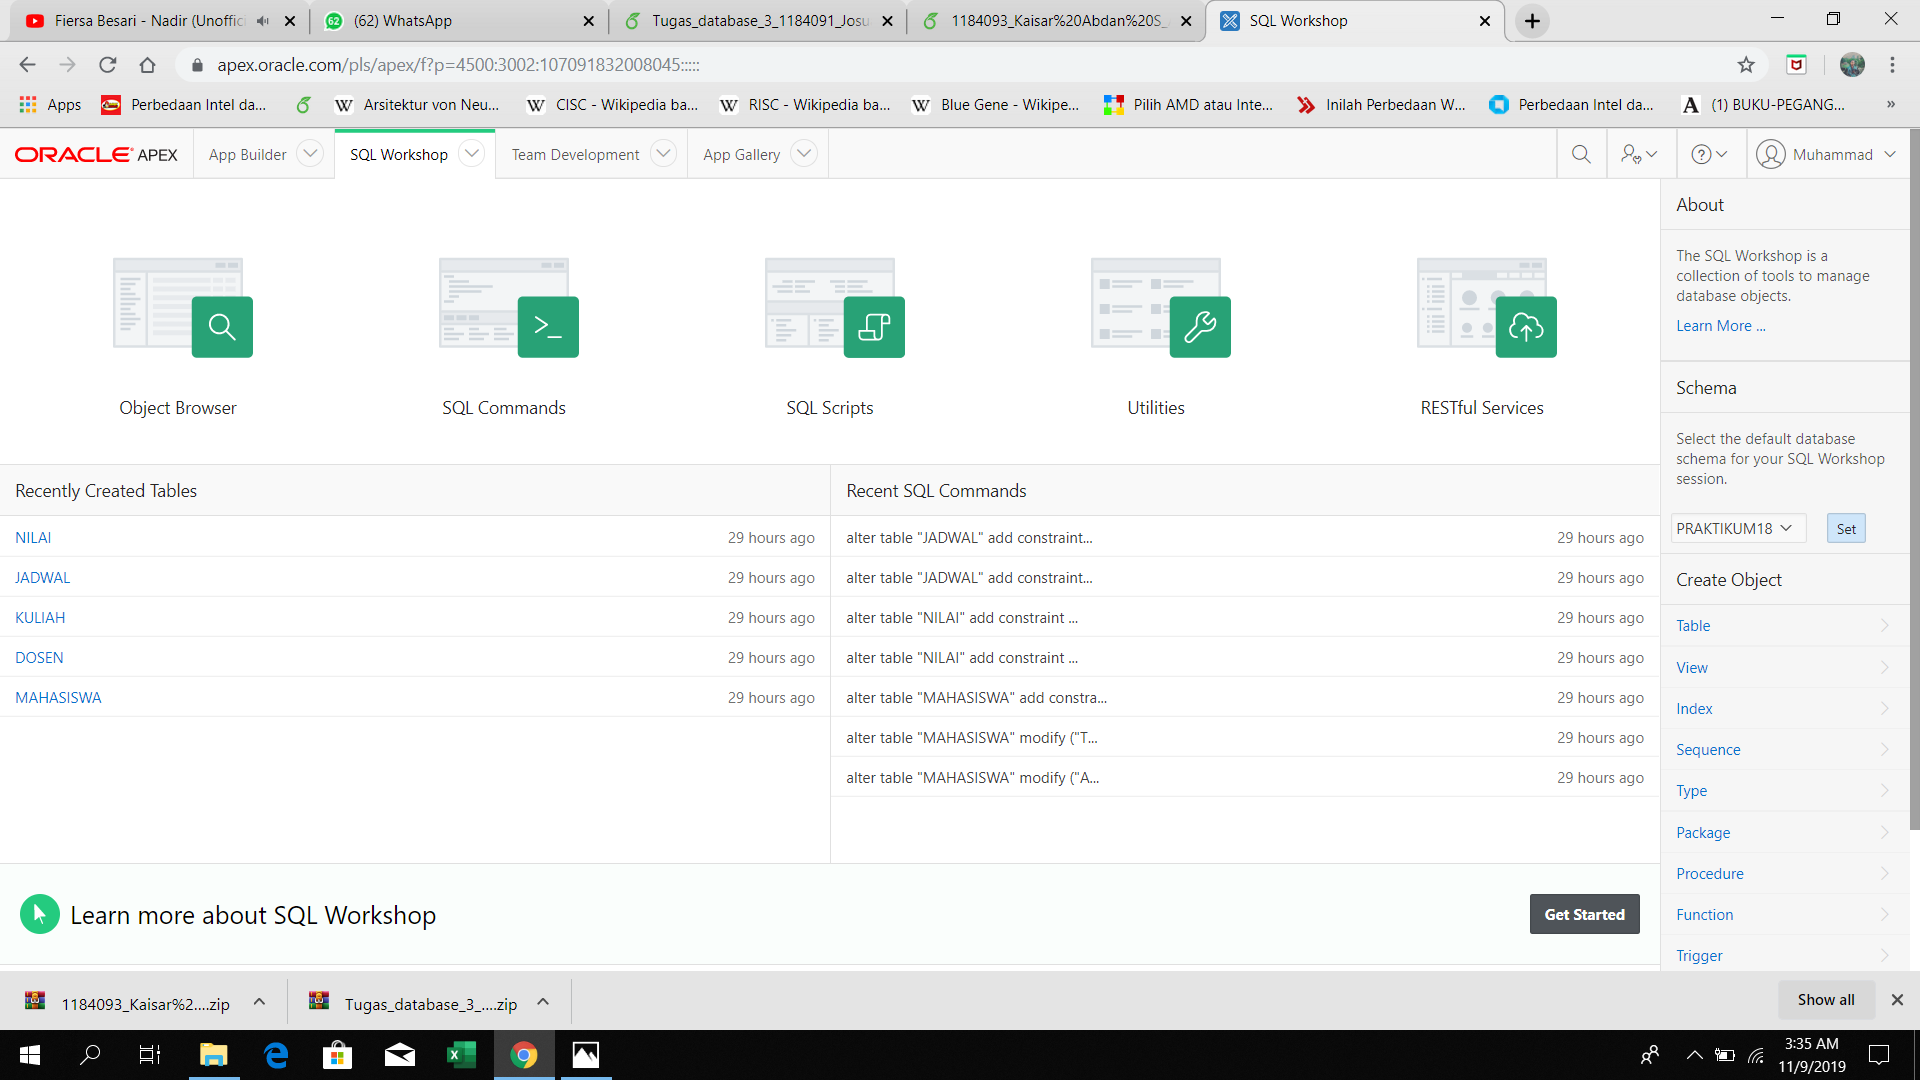 Fiersa Besari - Nadir (Unoffici
(62) WhatsApp
Tugas_database_3_1184091_Josu
1184093_Kaisar%20Abdan%20S_
SQL Workshop
apex.oracle.com/pls/apex/f?p=4500:3002:107091832008045:::::
Apps
Perbedaan Intel da...
Arsitektur von Neu...
CISC - Wikipedia ba...
RISC - Wikipedia ba...
Blue Gene - Wikipe...
Pilih AMD atau Inte...
Inilah Perbedaan W...
Perbedaan Intel da...
(1) BUKU-PEGANG...
»
ORACLE APEX
App Builder
SQL Workshop
Team Development
App Gallery
Muhammad
Object Browser
SQL Commands
SQL Scripts
Utilities
RESTful Services
About
The SQL Workshop is a
collection of tools to manage
database objects.
Learn More ...
Schema
Select the default database
schema for your SQL Workshop
session.
PRAKTIKUM18
Set
Create Object
Table
View
Index
Sequence
Type
Package
Procedure
Function
Trigger
Recently Created Tables
NILAI 29 hours ago
JADWAL 29 hours ago
KULIAH 29 hours ago
DOSEN 29 hours ago
MAHASISWA 29 hours ago
Recent SQL Commands
alter table "JADWAL" add constraint... 29 hours ago
alter table "JADWAL" add constraint... 29 hours ago
alter table "NILAI" add constraint ... 29 hours ago
alter table "NILAI" add constraint ... 29 hours ago
alter table "MAHASISWA" add constra... 29 hours ago
alter table "MAHASISWA" modify ("T... 29 hours ago
alter table "MAHASISWA" modify ("A... 29 hours ago
Learn more about SQL Workshop
Get Started
1184093_Kaisar%2....zip
Tugas_database_3_....zip
Show all
3:35 AM
11/9/2019